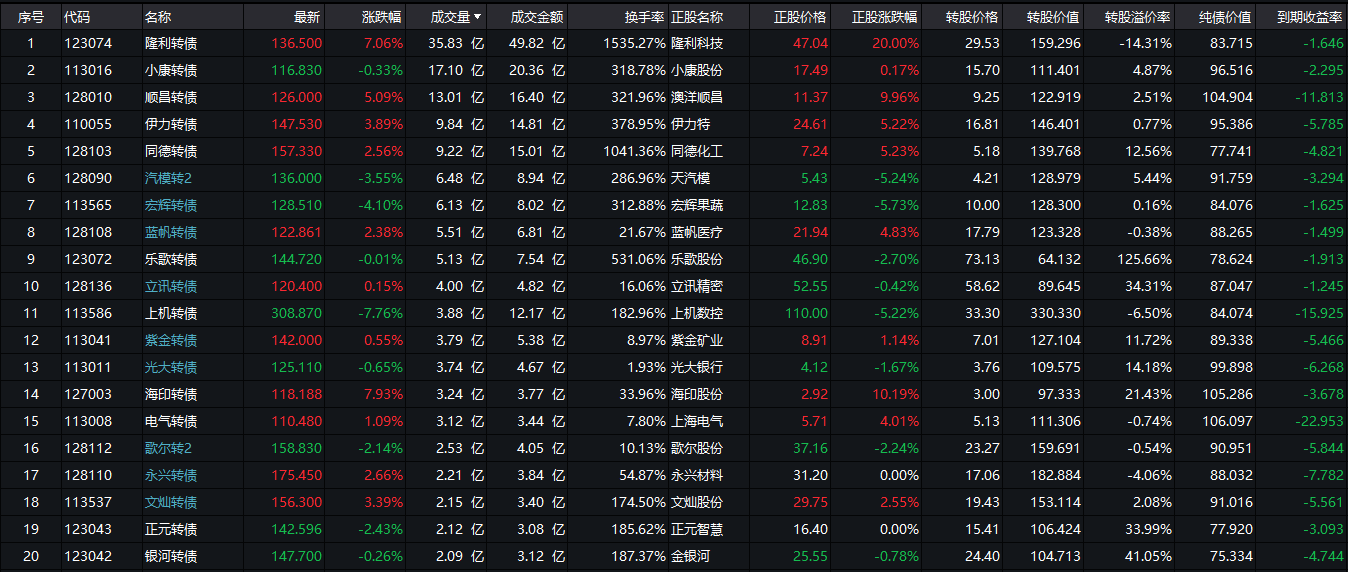 序号 代码 名称 最新 涨跌幅 成交量 成交金额 换手率 正股名称 正股价格 正股涨跌幅 转股价格 转股价值 转股溢价率 纯债价值 到期收益率
1 123074 隆利转债 136.500 7.06% 35.83 亿 49.82 亿 1535.27% 隆利科技 47.04 20.00% 29.53 159.296 -14.31% 83.715 -1.646
2 113016 小康转债 116.830 -0.33% 17.10 亿 20.36 亿 318.78% 小康股份 17.49 0.17% 15.70 111.401 4.87% 96.516 -2.295
3 128010 顺昌转债 126.000 5.09% 13.01 亿 16.40 亿 321.96% 澳洋顺昌 11.37 9.96% 9.25 122.919 2.51% 104.904 -11.813
4 110055 伊力转债 147.530 3.89% 9.84 亿 14.81 亿 378.95% 伊力特 24.61 5.22% 16.81 146.401 0.77% 95.386 -5.785
5 128103 同德转债 157.330 2.56% 9.22 亿 15.01 亿 1041.36% 同德化工 7.24 5.23% 5.18 139.768 12.56% 77.741 -4.821
6 128090 汽模转2 136.000 -3.55% 6.48 亿 8.94 亿 286.96% 天汽模 5.43 -5.24% 4.21 128.979 5.44% 91.759 -3.294
7 113565 宏辉转债 128.510 -4.10% 6.13 亿 8.02 亿 312.88% 宏辉果蔬 12.83 -5.73% 10.00 128.300 0.16% 84.076 -1.625
8 128108 蓝帆转债 122.861 2.38% 5.51 亿 6.81 亿 21.67% 蓝帆医疗 21.94 4.83% 17.79 123.328 -0.38% 88.265 -1.499
9 123072 乐歌转债 144.720 -0.01% 5.13 亿 7.54 亿 531.06% 乐歌股份 46.90 -2.70% 73.13 64.132 125.66% 78.624 -1.913
10 128136 立讯转债 120.400 0.15% 4.00 亿 4.82 亿 16.06% 立讯精密 52.55 -0.42% 58.62 89.645 34.31% 87.047 -1.245
11 113586 上机转债 308.870 -7.76% 3.88 亿 12.17 亿 182.96% 上机数控 110.00 -5.22% 33.30 330.330 -6.50% 84.074 -15.925
12 113041 紫金转债 142.000 0.55% 3.79 亿 5.38 亿 8.97% 紫金矿业 8.91 1.14% 7.01 127.104 11.72% 89.338 -5.466
13 113011 光大转债 125.110 -0.65% 3.74 亿 4.67 亿 1.93% 光大银行 4.12 -1.67% 3.76 109.575 14.18% 99.898 -6.268
14 127003 海印转债 118.188 7.93% 3.24 亿 3.77 亿 33.96% 海印股份 2.92 10.19% 3.00 97.333 21.43% 105.286 -3.678
15 113008 电气转债 110.480 1.09% 3.12 亿 3.44 亿 7.80% 上海电气 5.71 4.01% 5.13 111.306 -0.74% 106.097 -22.953
16 128112 歌尔转2 158.830 -2.14% 2.53 亿 4.05 亿 10.13% 歌尔股份 37.16 -2.24% 23.27 159.691 -0.54% 90.951 -5.844
17 128110 永兴转债 175.450 2.66% 2.21 亿 3.84 亿 54.87% 永兴材料 31.20 0.00% 17.06 182.884 -4.06% 88.032 -7.782
18 113537 文灿转债 156.300 3.39% 2.15 亿 3.40 亿 174.50% 文灿股份 29.75 2.55% 19.43 153.114 2.08% 91.016 -5.561
19 123043 正元转债 142.596 -2.43% 2.12 亿 3.08 亿 185.62% 正元智慧 16.40 0.00% 15.41 106.424 33.99% 77.920 -3.093
20 123042 银河转债 147.700 -0.26% 2.09 亿 3.12 亿 187.37% 金银河 25.55 -0.78% 24.40 104.713 41.05% 75.334 -4.744